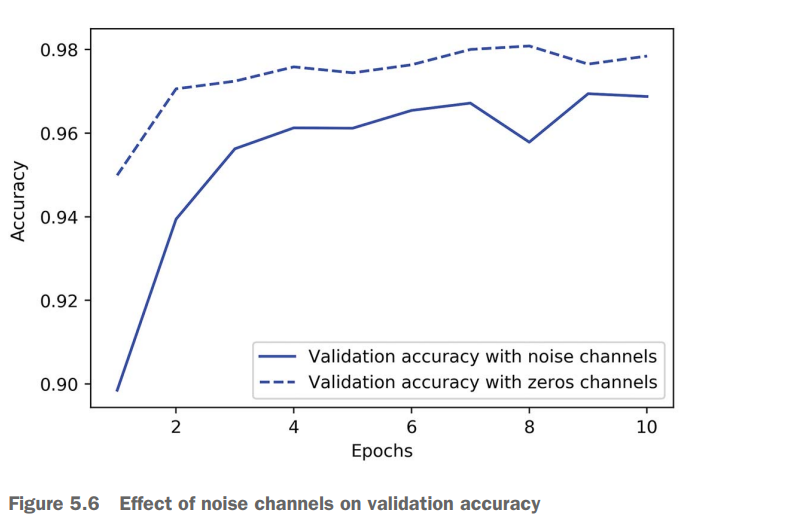 0.98
0.96
0.94
0.92
0.90
Accuracy
Validation accuracy with noise channels
Validation accuracy with zeros channels
2 4 6 8 10
Epochs
Figure 5.6 Effect of noise channels on validation accuracy